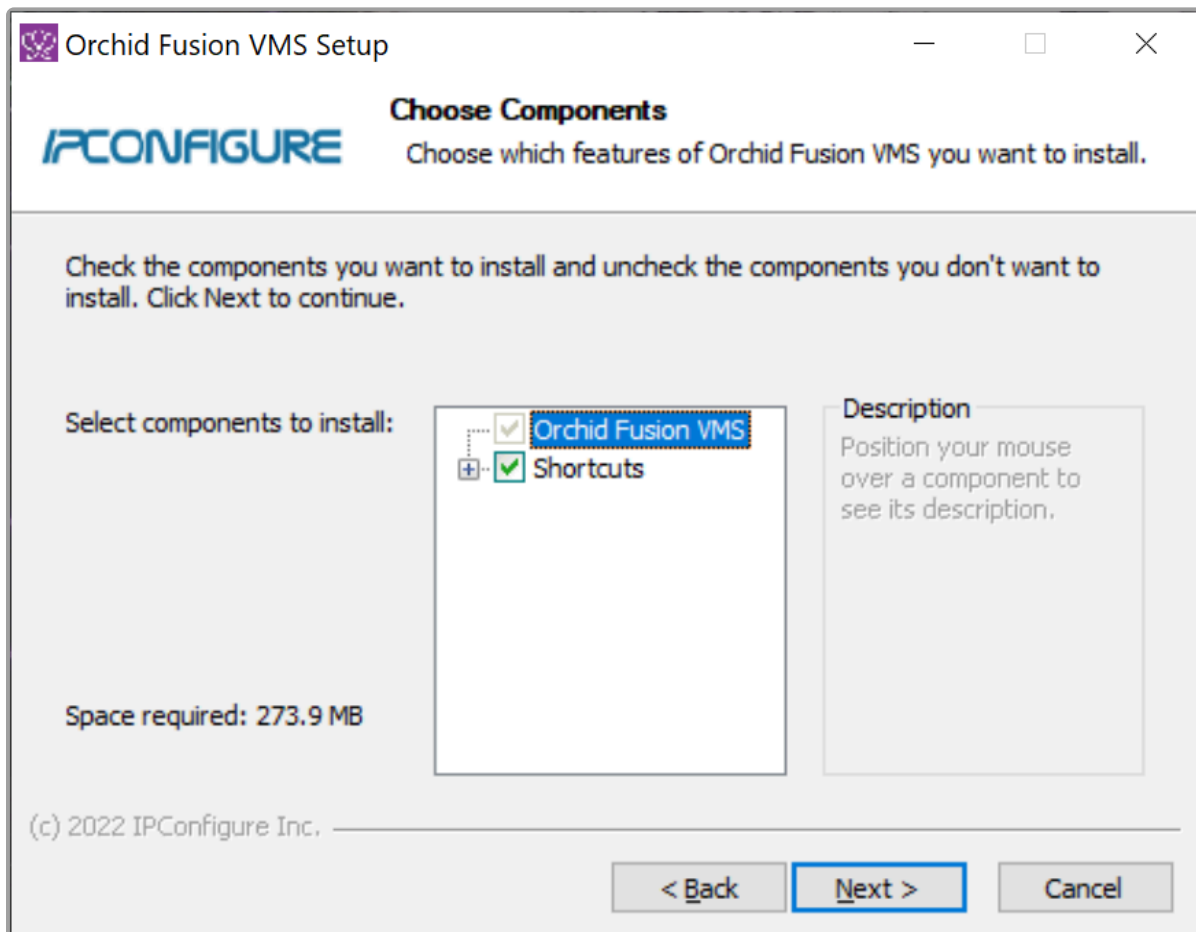 Orchid Fusion VMS Setup
IPCONFIGURE
Choose Components
Choose which features of Orchid Fusion VMS you want to install.
Check the components you want to install and uncheck the components you don't want to
install. Click Next to continue.
Select components to install:
Orchid Fusion VMS
Shortcuts
Description
Position your mouse
over a component to
see its description.
Space required: 273.9 MB
(c) 2022 IPConfigure Inc.
< Back
Next >
Cancel